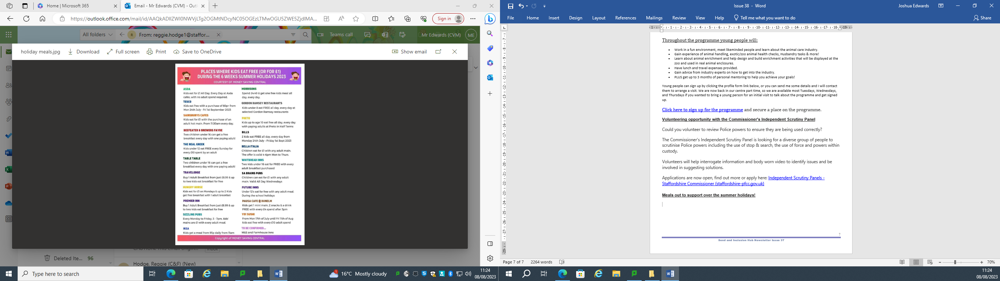 Home | Microsoft 365
Email - Mr Edwards (CVM) - Outl
https://outlook.office.com/mail/id/AAQkADIlZWI0NWVjLTg2OGMtNDcyNC05OGEzLTMwOGU5ZWE5ZjdlMA...
Sign in
All folders
R
From: reggie.hodge1@staffor...
Teams call
Mr Edwards (CVM)
ME
holiday meals.jpg
Download
Full screen
Print
Save to OneDrive
Show email
PLACES WHERE KIDS EAT FREE (OR FOR £1)
DURING THE 6 WEEKS SUMMER HOLIDAYS 2023
COURTESY OF MONEY SAVING CENTRAL
ASDA
Kids eat for £1 All Day, Every Day at Asda
cafes, with no adult spend required.
TESCO
Kids eat free with a purchase of 60p+ from
Mon 24th July - Fri 1st September 2023
SAINSBURYS CAFES
Kids eat for £1 with the purchase of an
adult hot main. From 11:30am every day.
BEEFEATER & BREWERS FAYRE
Two children under 16 can get a free
breakfast every day with one paying adult!
THE REAL GREEK
Kids under 12 eat FREE every Sunday for
every £10 spent by an adult
TABLE TABLE
Two children under 16 can get a free
breakfast every day with one paying adult!
TRAVELODGE
Buy 1 Adult Breakfast from just £8.99 & up
to two kids eat breakfast for free
HUNGRY HORSE
Kids eat for £1 on Mondays & up to 2 Kids
get free breakfast with 1 adult breakfast
PREMIER INN
Buy 1 Adult Breakfast from just £8.99 & up
to two kids eat breakfast for free
SIZZLING PUBS
Every Monday to Friday, 3 - 7pm, kids'
mains are £1 with every adult meal.
IKEA
Kids get a meal from 95p daily from 11am
MORRISONS
Spend £4.49 & get one free kids meal all
day, every day.
GORDON RAMSEY RESTAURANTS
Kids under 8 eat FREE all day, every day at
selected Gordon Ramsay restaurants
PRETO
Kids up to age 10 eat free all day, every day
with paying adults at Preto in Half Terms
BILLS
2 kids eat FREE all day, every day from
Monday 24th July - Friday 1st Sept 2023
BELLA ITALIA
Children eat for £1 with any adult main.
The offer is valid 4-6pm Mon to Thurs.
WHITBREAD INNS
Two kids under 16 eat for FREE with every
adult breakfast purchased
SA BRAINS PUBS
Children can eat for £1 with any adult
main. Valid All Day Wednesdays
FUTURE INNS
Under 12's eat for free with any adult meal.
During the school holidays
PAUSA CAFE @ DUNELM
Kids get 1 mini main, 2 snacks & a drink
FREE with every £4 spend after 3pm
YO! SUSHI
From Mon 17th of July until Fri 11th of Aug
kids eat free with every £10 adult spend
TO BE CONFIRMED...
M&S and Farmhouse Inns
Copyright of MONEY SAVING CENTRAL
Deleted Ite... 96
Hodge, Reggie (C&F) (New)
Type here to search
16°C Mostly cloudy
11:24
08/08/2023
Issue 38 - Word
Joshua Edwards
File Home Insert Design Layout References Mailings Review View Help Tell me what you want to do
Share
Throughout the programme young people will:
• Work in a fun environment, meet likeminded people and learn about the animal care industry.
• Gain experience of animal handling, exotic/zoo animal health checks, Husbandry tasks & more!
• Learn about animal enrichment and help design and build enrichment activities that will be displayed at the
zoo and used in real animal enclosures.
• Have lunch and travel expenses provided.
• Gain advice from industry experts on how to get into the industry.
• PLUS get up to 3 months of personal mentoring to help you achieve your goals!
Young people can sign up by clicking the profile form link below, or you can send me some details and I will contact
them to arrange a visit. We are now back in our centre part time, so we are available most Tuesdays, Wednesdays,
and Thursdays if you wanted to bring a young person for an initial visit to talk about the programme and get signed
up.
Click here to sign up for the programme and secure a place on the programme.
Volunteering opportunity with the Commissioner's Independent Scrutiny Panel
Could you volunteer to review Police powers to ensure they are being used correctly?
The Commissioner's Independent Scrutiny Panel is looking for a diverse group of people to
scrutinise Police powers including the use of stop & search, the use of force and powers within
custody.
Volunteers will help interrogate information and body worn video to identify issues and be
involved in suggesting solutions.
Applications are now open, find out more or apply here: Independent Scrutiny Panels -
Staffordshire Commissioner (staffordshire-pfcc.gov.uk)
Meals out to support over the summer holidays!
7
Send and Inclusion Hub Newsletter Issue 37
Page 7 of 7 2264 words
70%
11:24
08/08/2023